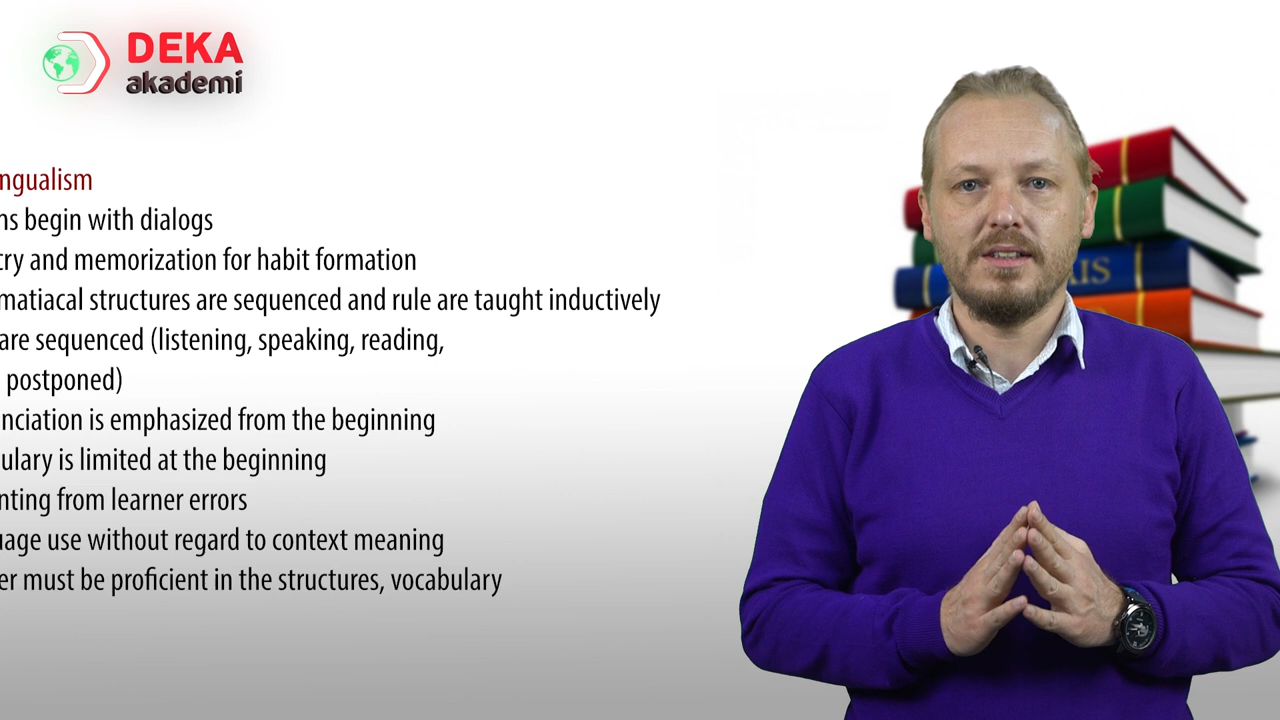 DEKA
akademi
ngualism
ns begin with dialogs
cry and memorization for habit formation
matiacal structures are sequenced and rule are taught inductively
are sequenced (listening, speaking, reading,
postponed)
nciation is emphasized from the beginning
ulary is limited at the beginning
nting from learner errors
uage use without regard to context meaning
er must be proficient in the structures, vocabulary